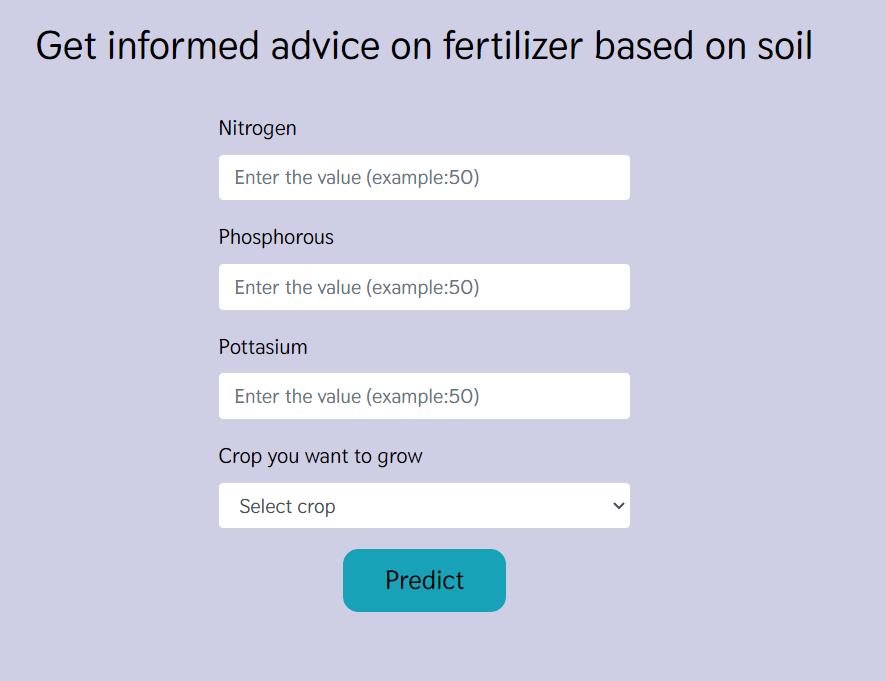 Get informed advice on fertilizer based on soil
Nitrogen
Enter the value (example:50)
Phosphorous
Enter the value (example:50)
Pottasium
Enter the value (example:50)
Crop you want to grow
Select crop
Predict